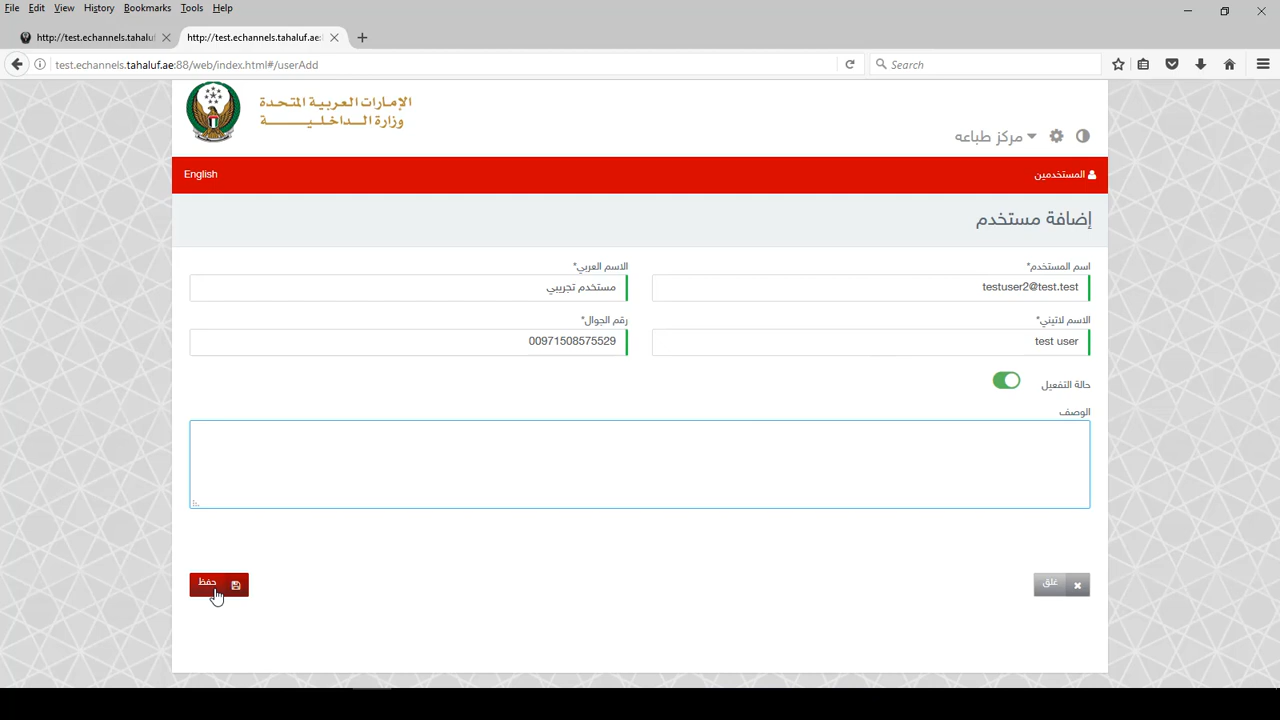 File Edit View History Bookmarks Tools Help
http://test.echannels.tahaluf
http://test.echannels.tahaluf.ae:
test.echannels.tahaluf.ae:88/web/index.html#/userAdd
Search
الإمارات العربية المتحدة
وزارة الداخلية
مركز طباعه
المستخدمين
English
إضافة مستخدم
اسم المستخدم*
الاسم العربي*
testuser2@test.test
مستخدم تجريبي
الاسم لاتيني*
رقم الجوال*
test user
00971508575529
حالة التفعيل
الوصف
غلق
حفظ